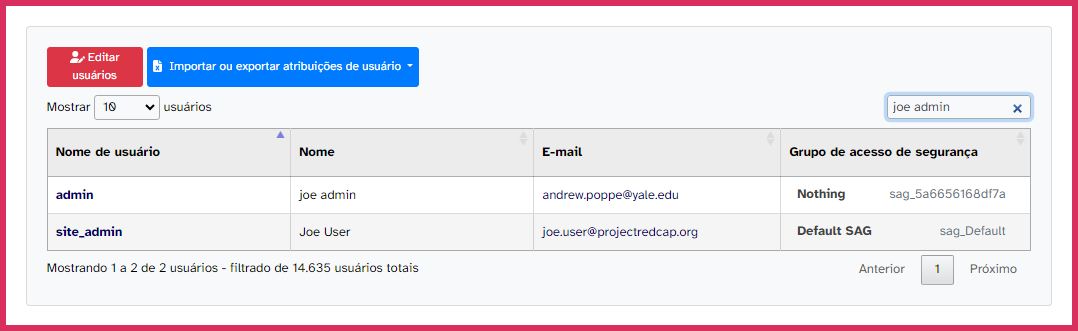 Editar
usuários
Importar ou exportar atribuições de usuário
Mostrar 10 usuários
joe admin
Nome de usuário Nome E-mail Grupo de acesso de segurança
admin joe admin andrew.poppe@yale.edu Nothing sag_5a6656168df7a
site_admin Joe User joe.user@projectredcap.org Default SAG sag_Default
Mostrando 1 a 2 de 2 usuários - filtrado de 14.635 usuários totais
Anterior 1 Próximo